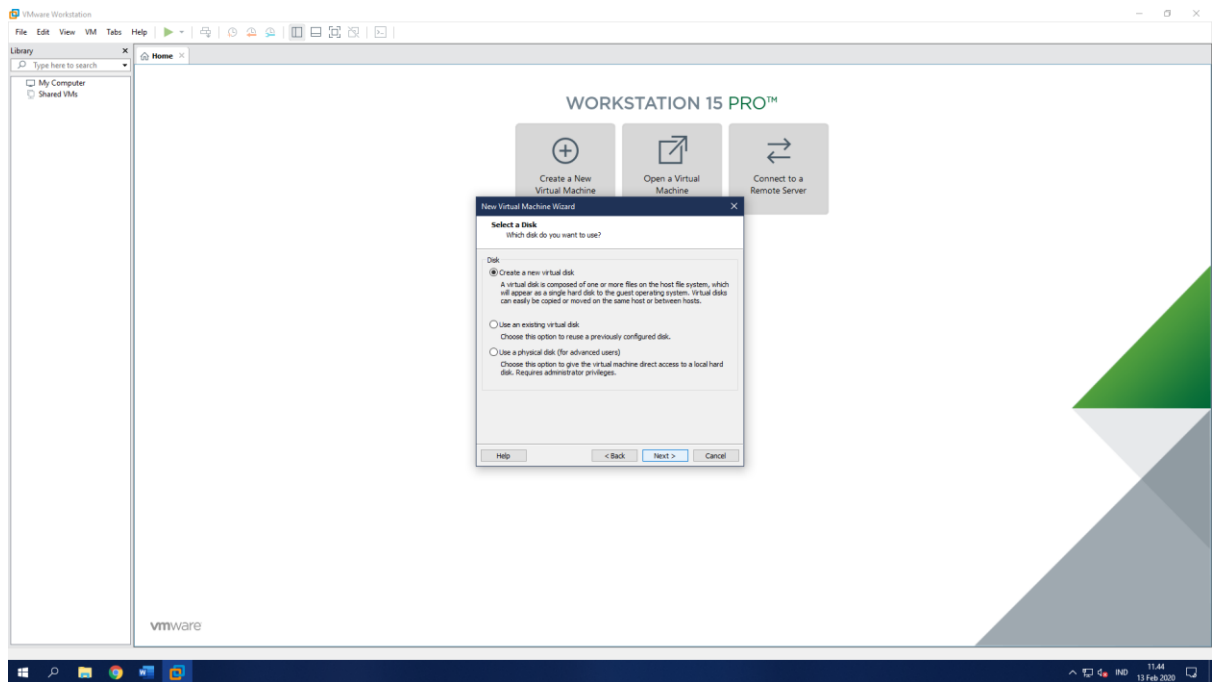 VMware Workstation
File Edit View VM Tabs Help
Library
Home
Type here to search
My Computer
Shared VMs
WORKSTATION 15 PRO™
Create a New
Virtual Machine
Open a Virtual
Machine
Connect to a
Remote Server
New Virtual Machine Wizard
Select a Disk
Which disk do you want to use?
Disk
Create a new virtual disk
A virtual disk is composed of one or more files on the host file system, which
will appear as a single hard disk to the guest operating system. Virtual disks
can easily be copied or moved on the same host or between hosts.
Use an existing virtual disk
Choose this option to reuse a previously configured disk.
Use a physical disk (for advanced users)
Choose this option to give the virtual machine direct access to a local hard
disk. Requires administrator privileges.
Help < Back Next > Cancel
vmware
IND
11.44
13 Feb 2020